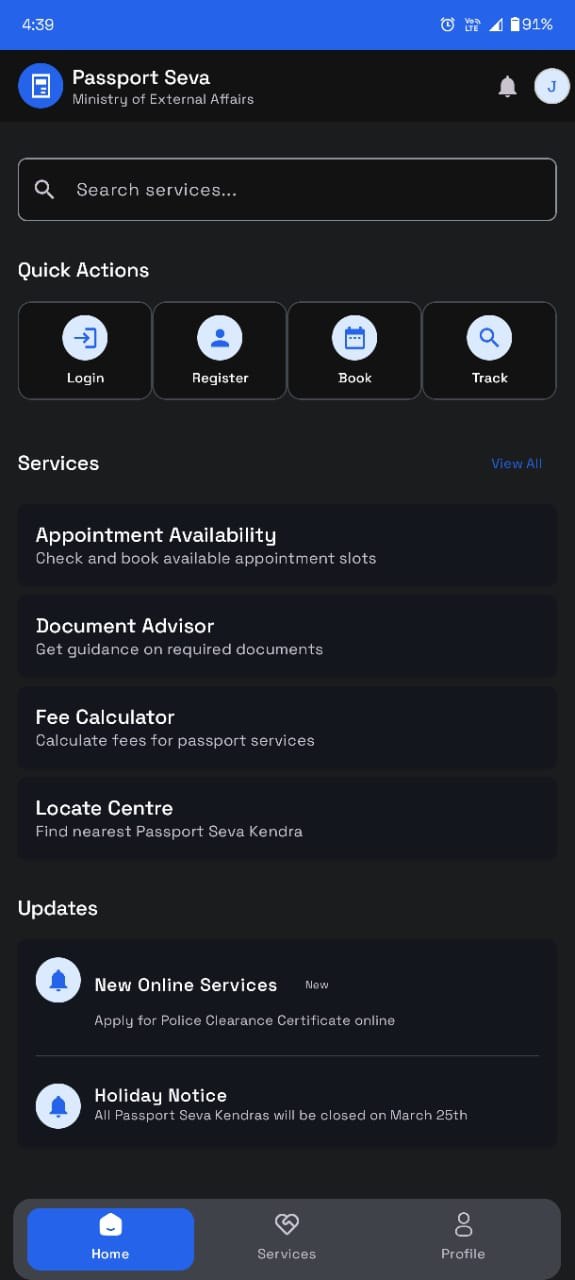 4:39
Vo))
LTE
91%
Passport Seva
Ministry of External Affairs
J
Search services...
Quick Actions
Login
Register
Book
Track
Services
View All
Appointment Availability
Check and book available appointment slots
Document Advisor
Get guidance on required documents
Fee Calculator
Calculate fees for passport services
Locate Centre
Find nearest Passport Seva Kendra
Updates
New Online Services New
Apply for Police Clearance Certificate online
Holiday Notice
All Passport Seva Kendras will be closed on March 25th
Home
Services
Profile